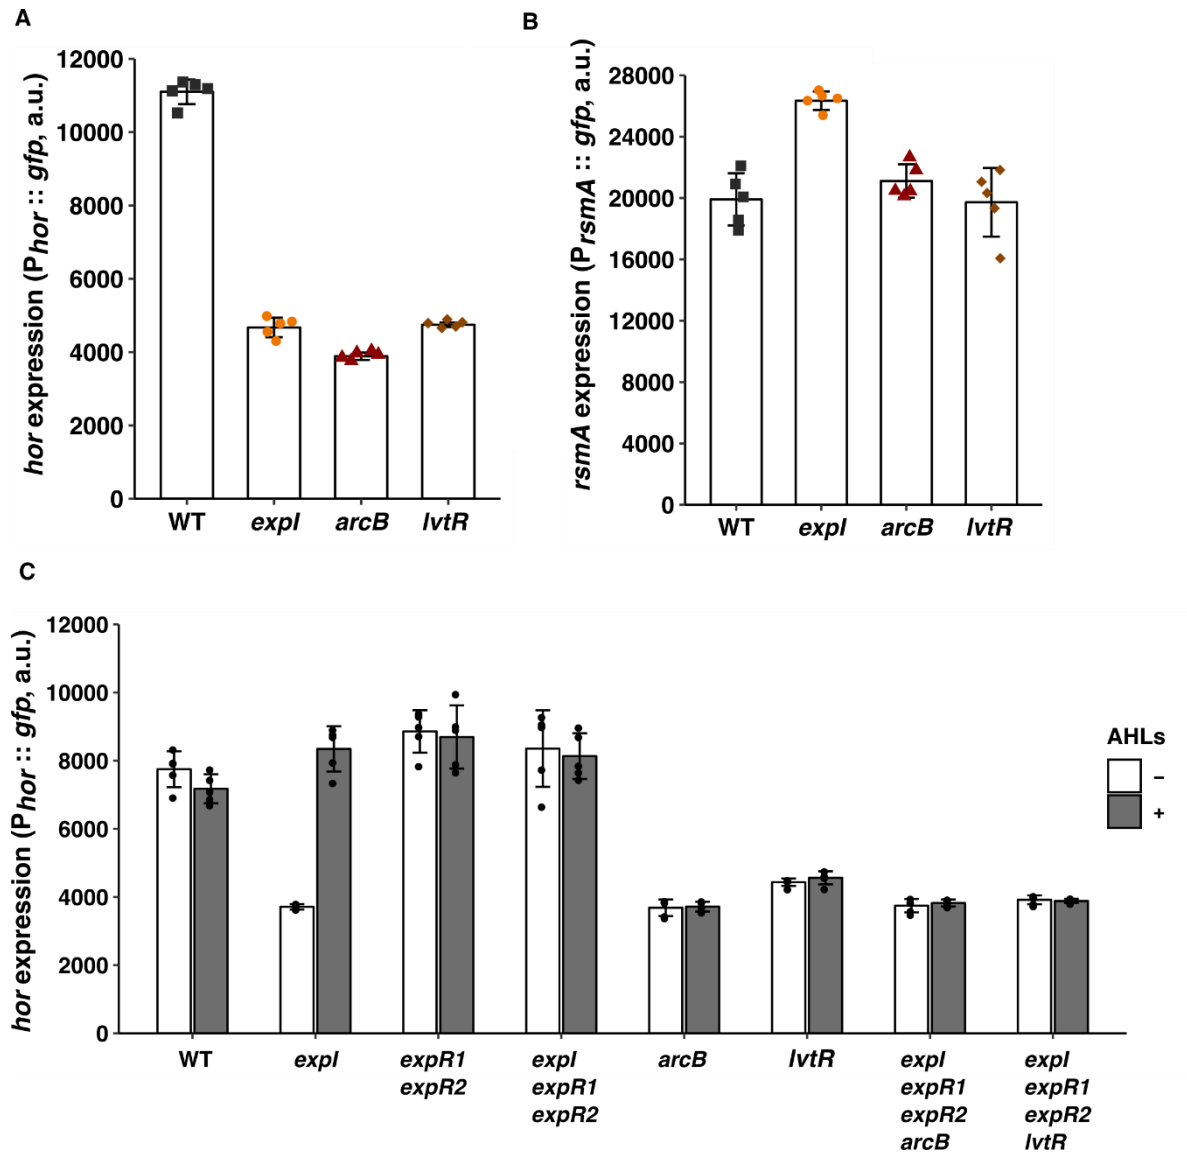 A
hor expression (Phor :: gfp, a.u.)
12000
10000
8000
6000
4000
2000
0
WT expI arcB lvtR
B
rsmA expression (PrsmA :: gfp, a.u.)
28000
24000
20000
16000
12000
8000
4000
0
WT expI arcB lvtR
C
hor expression (Phor :: gfp, a.u.)
12000
10000
8000
6000
4000
2000
0
WT
expI
expR1
expR2
expI
expR1
expR2
arcB
lvtR
expI
expR1
expR2
arcB
expI
expR1
expR2
lvtR
AHLs
–
+